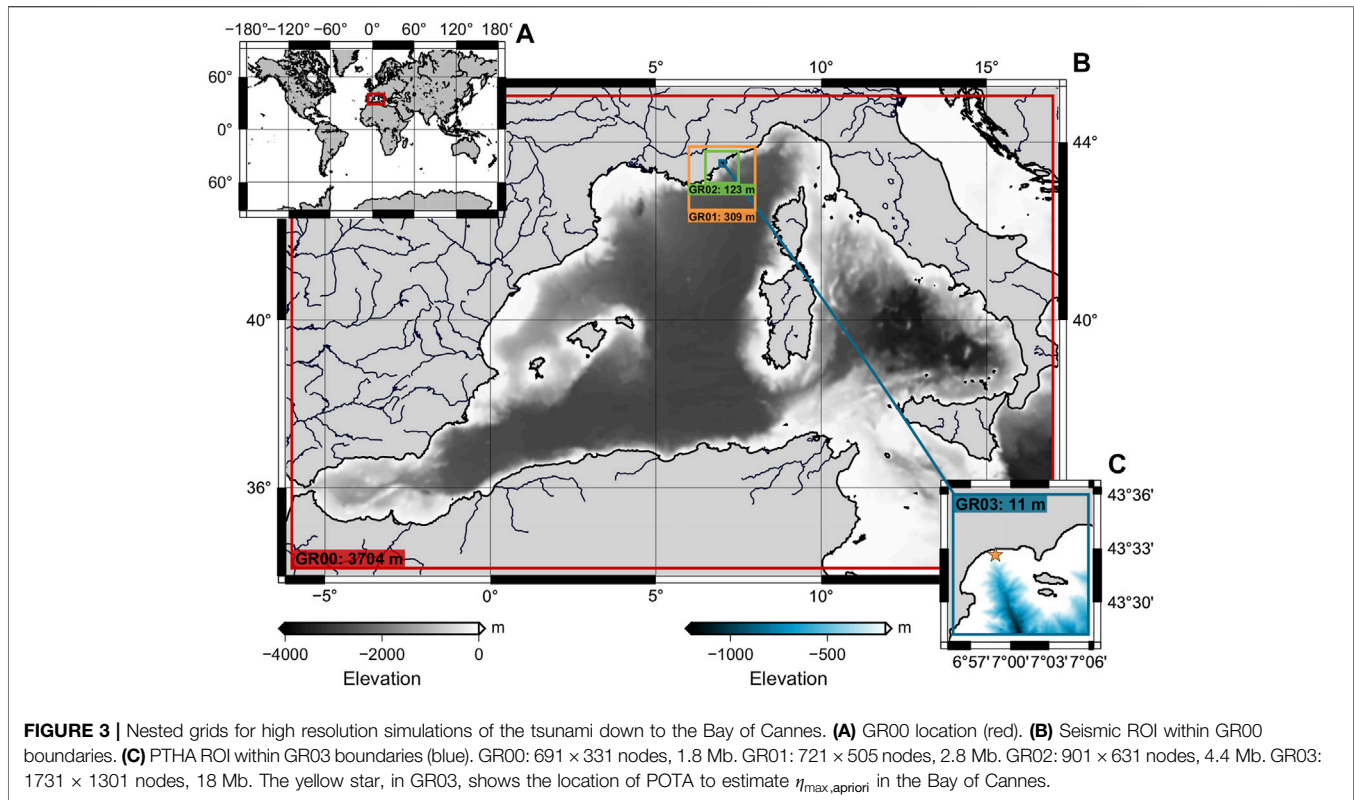 −180°−120° −60° 0° 60° 120° 180°
A
60°
0°
60°
B
5° 10° 15°
44°
GR02: 123 m
GR01: 309 m
40°
40°
36°
GR00: 3704 m
−5° 0° 5° 10°
C
GR03: 11 m
43°36'
43°33'
43°30'
6°57' 7°00' 7°03' 7°06'
m
−4000 −2000 0
Elevation
m
−1000 −500
Elevation
FIGURE 3 | Nested grids for high resolution simulations of the tsunami down to the Bay of Cannes. (A) GR00 location (red). (B) Seismic ROI within GR00
boundaries. (C) PTHA ROI within GR03 boundaries (blue). GR00: 691 × 331 nodes, 1.8 Mb. GR01: 721 × 505 nodes, 2.8 Mb. GR02: 901 × 631 nodes, 4.4 Mb. GR03:
1731 × 1301 nodes, 18 Mb. The yellow star, in GR03, shows the location of POTA to estimate ηmax,apriori in the Bay of Cannes.